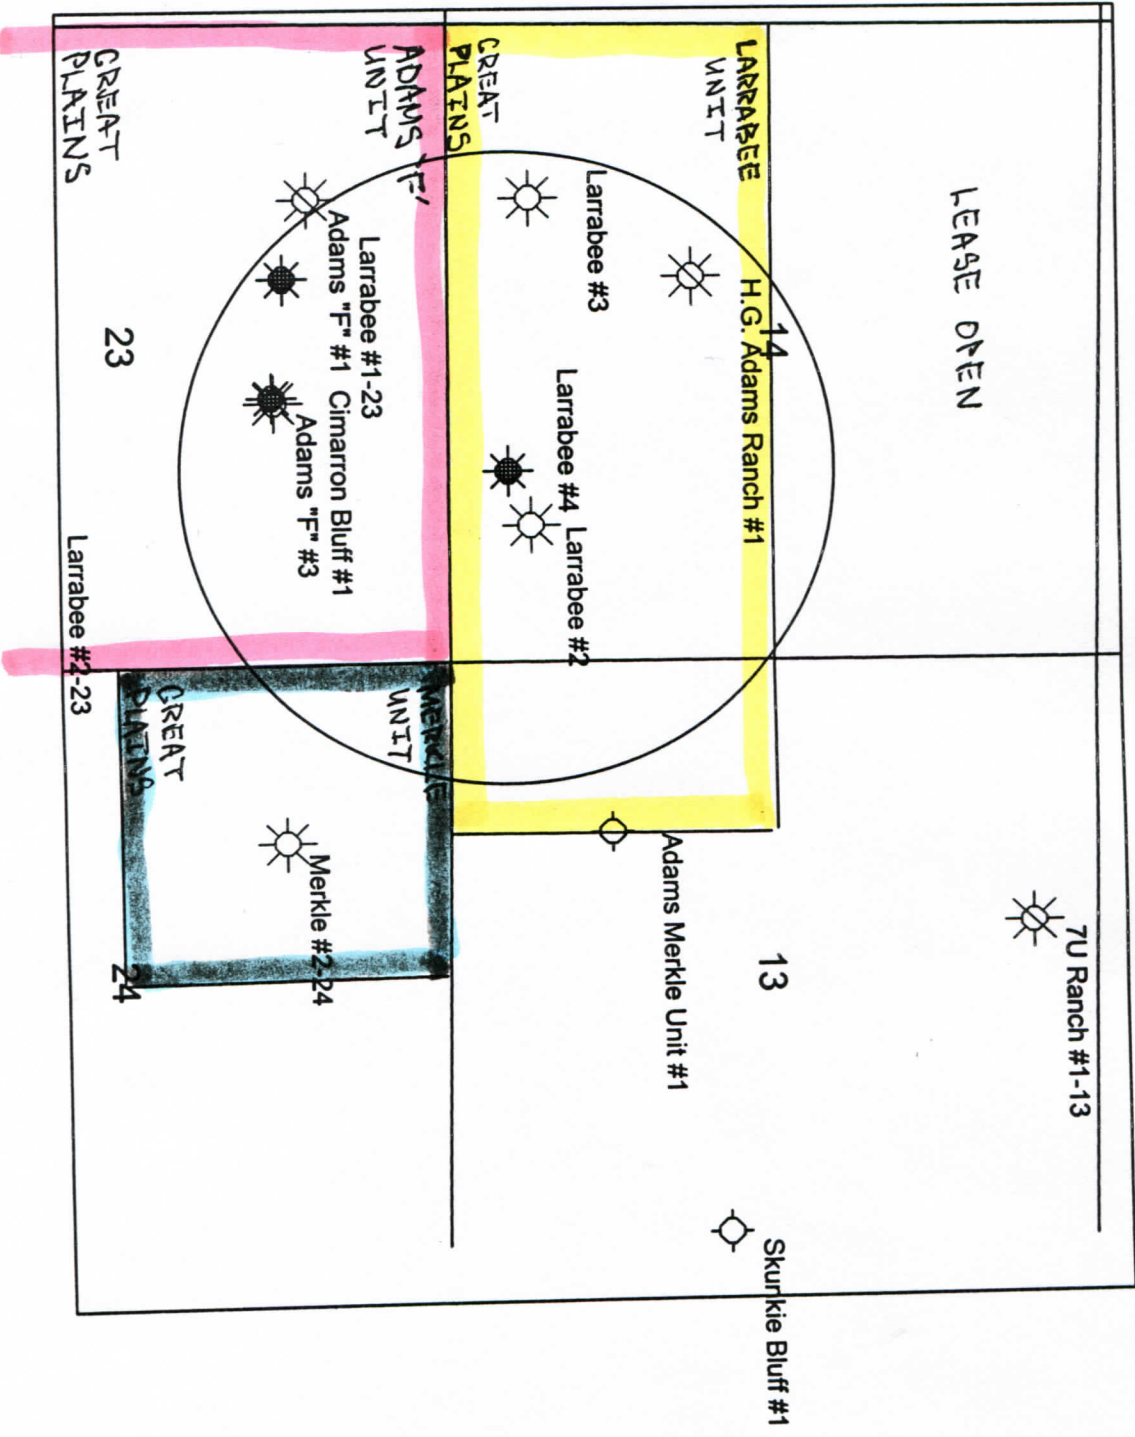 LEASE OPEN
7U Ranch #1-13
LARRABEE
UNIT
14
H.G. Adams Ranch #1
13
Skunkie Bluff #1
Larrabee #3
Larrabee #4
Larrabee #2
Adams Merkle Unit #1
GREAT
PLAINS
ADAMS "F"
UNIT
Larrabee #1-23
Adams "F" #1 Cimarron Bluff #1
Adams "F" #3
MERKLE
UNIT
Merkle #2-24
GREAT
PLAINS
23
GREAT
PLAINS
24
Larrabee #2-23